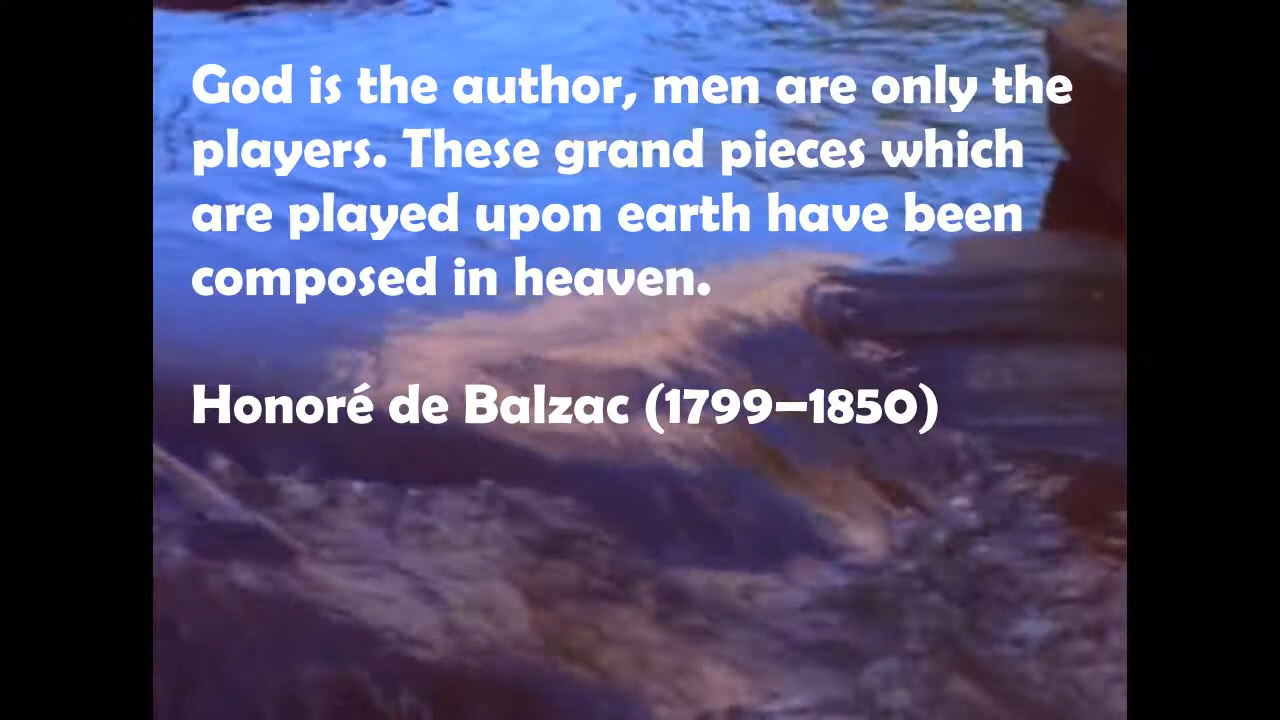 God is the author, men are only the
players. These grand pieces which
are played upon earth have been
composed in heaven.
Honoré de Balzac (1799–1850)